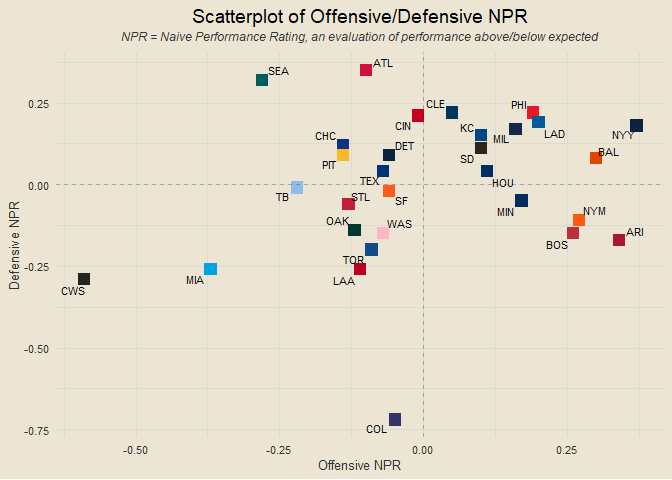 Scatterplot of Offensive/Defensive NPR
NPR = Naive Performance Rating, an evaluation of performance above/below expected
ATL
SEA
0.25
CLE
PHI
CIN
KC
MIL
LAD
NYY
CHC
DET
SD
BAL
PIT
TEX
HOU
0.00
TB
STL
SF
MIN
NYM
OAK
WAS
ARI
BOS
TOR
-0.25
MIA
LAA
CWS
-0.50
COL
-0.75
Defensive NPR
-0.50
-0.25
0.00
0.25
Offensive NPR